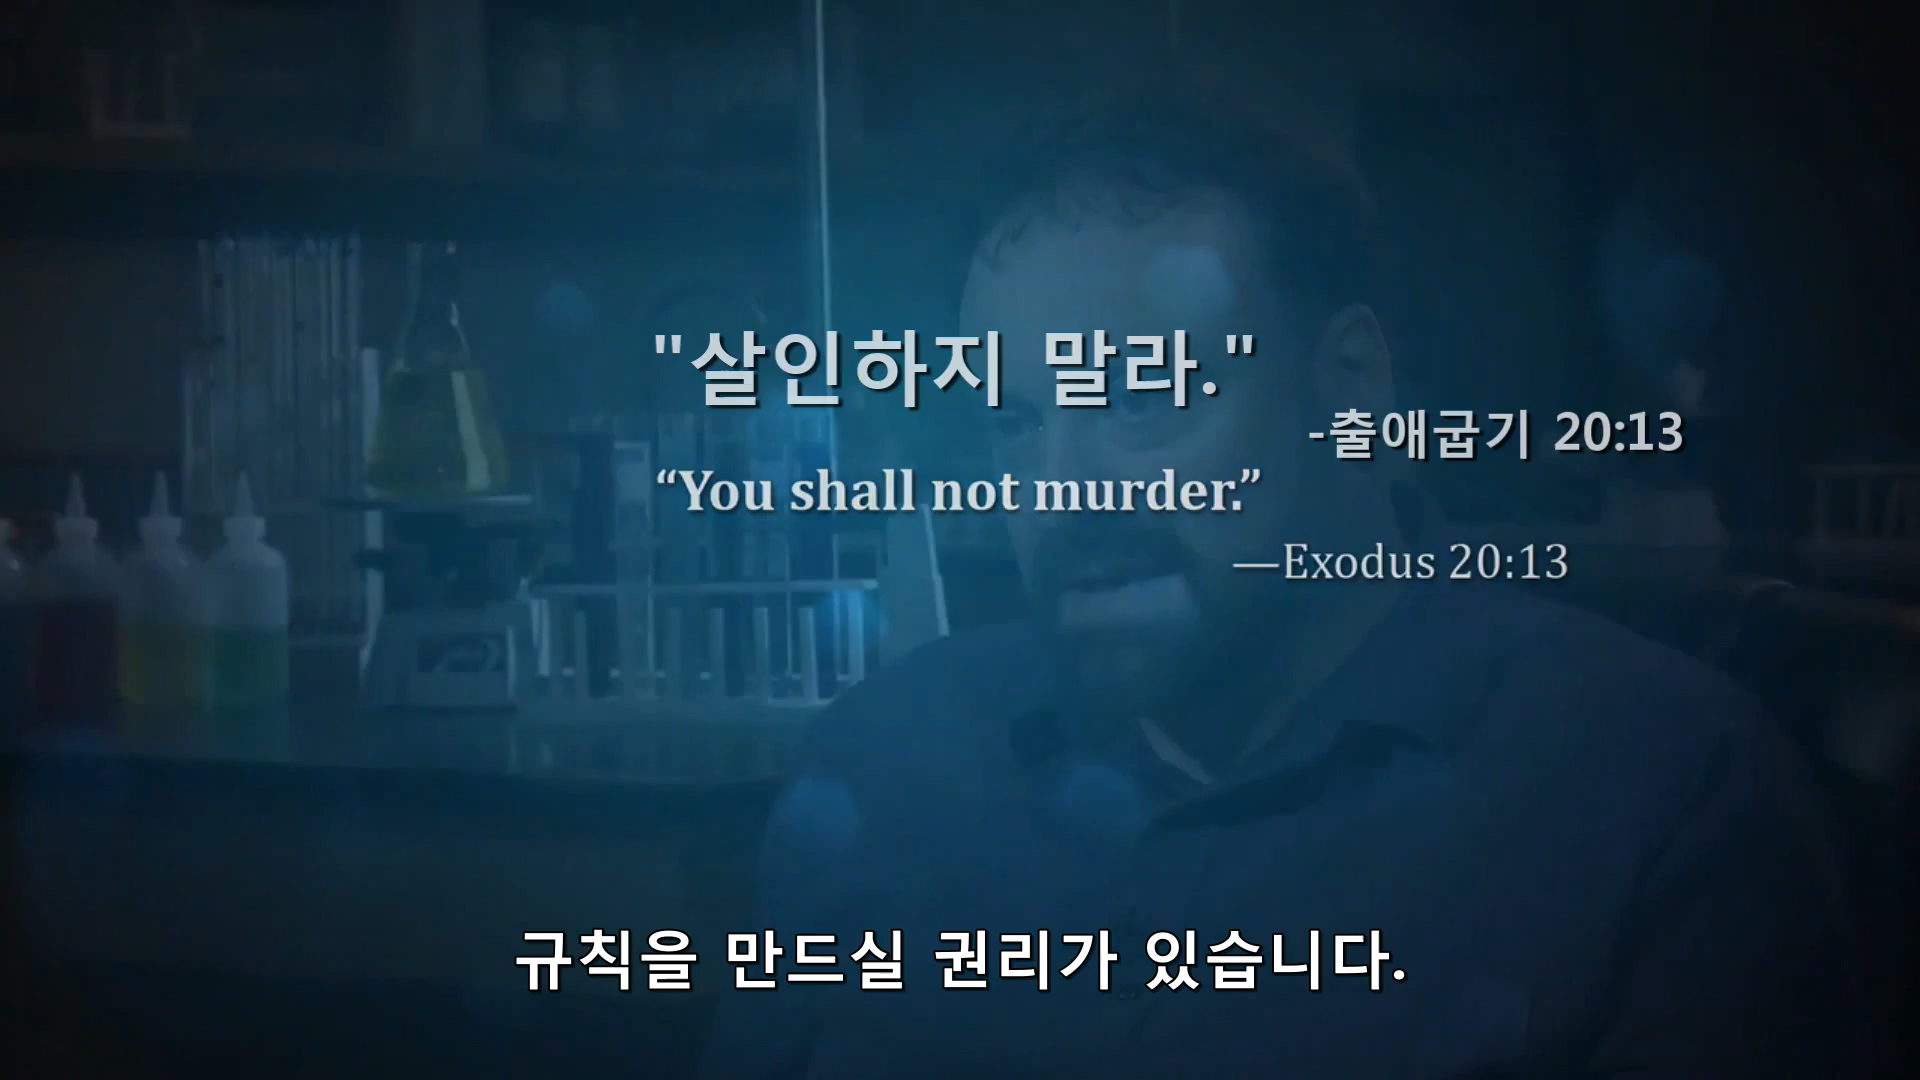 "살인하지 말라."
-출애굽기 20:13
“You shall not murder.”
—Exodus 20:13
규칙을 만드실 권리가 있습니다.